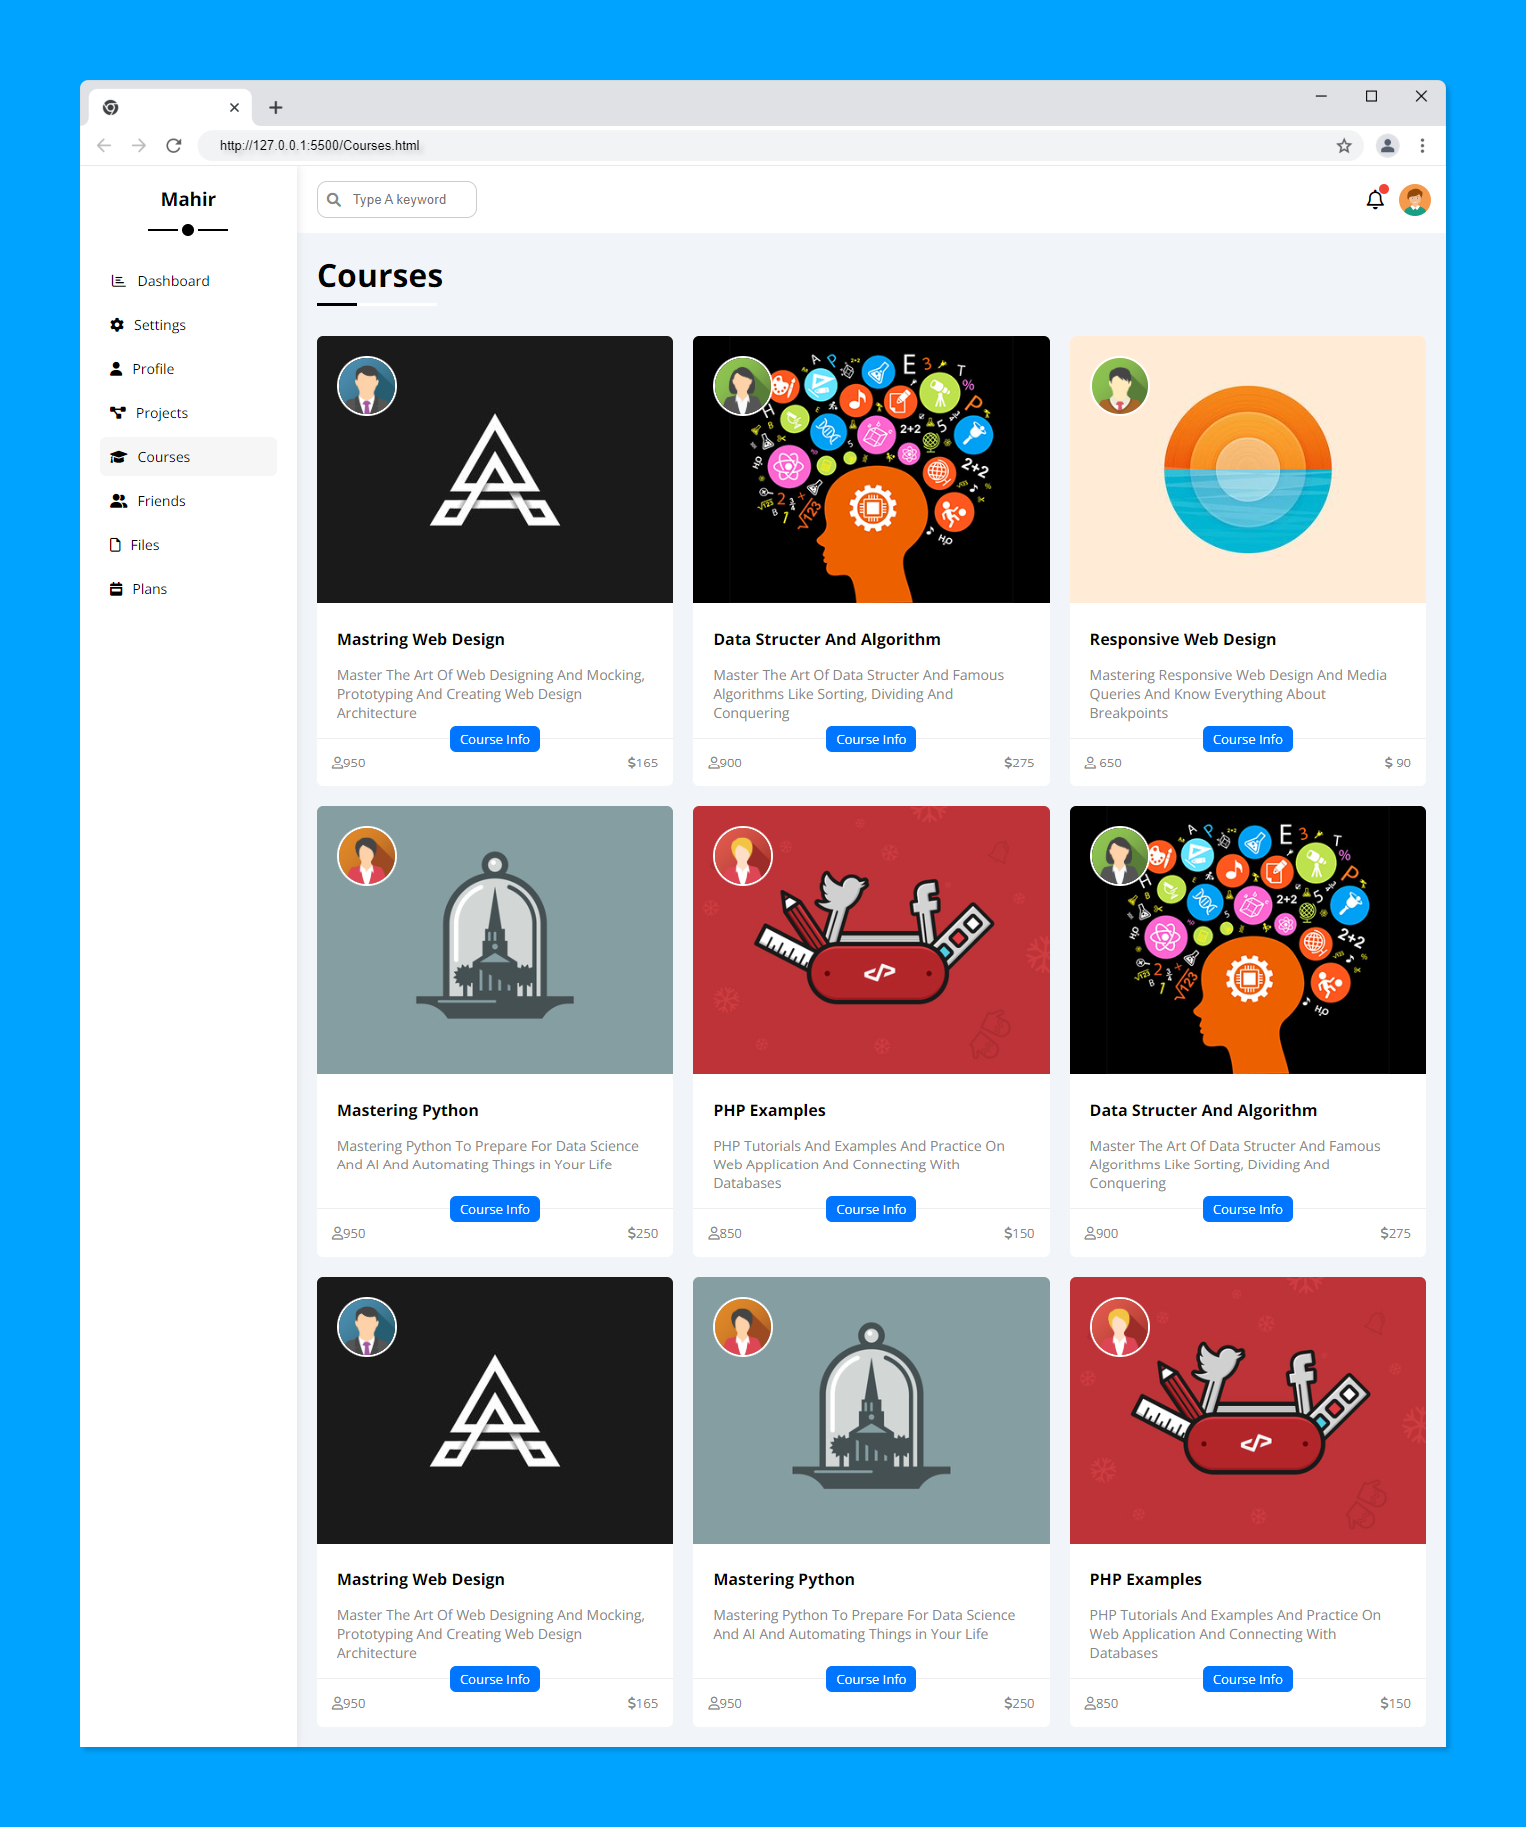 http://127.0.0.1:5500/Courses.html
Mahir
Dashboard
Settings
Profile
Projects
Courses
Friends
Files
Plans
Type A keyword
Courses
Mastring Web Design
Master The Art Of Web Designing And Mocking,
Prototyping And Creating Web Design
Architecture
Course Info
950
$165
Data Structer And Algorithm
Master The Art Of Data Structer And Famous
Algorithms Like Sorting, Dividing And
Conquering
Course Info
900
$275
Responsive Web Design
Mastering Responsive Web Design And Media
Queries And Know Everything About
Breakpoints
Course Info
650
$ 90
Mastering Python
Mastering Python To Prepare For Data Science
And AI And Automating Things in Your Life
Course Info
950
$250
PHP Examples
PHP Tutorials And Examples And Practice On
Web Application And Connecting With
Databases
Course Info
850
$150
Data Structer And Algorithm
Master The Art Of Data Structer And Famous
Algorithms Like Sorting, Dividing And
Conquering
Course Info
900
$275
Mastring Web Design
Master The Art Of Web Designing And Mocking,
Prototyping And Creating Web Design
Architecture
Course Info
950
$165
Mastering Python
Mastering Python To Prepare For Data Science
And AI And Automating Things in Your Life
Course Info
950
$250
PHP Examples
PHP Tutorials And Examples And Practice On
Web Application And Connecting With
Databases
Course Info
850
$150